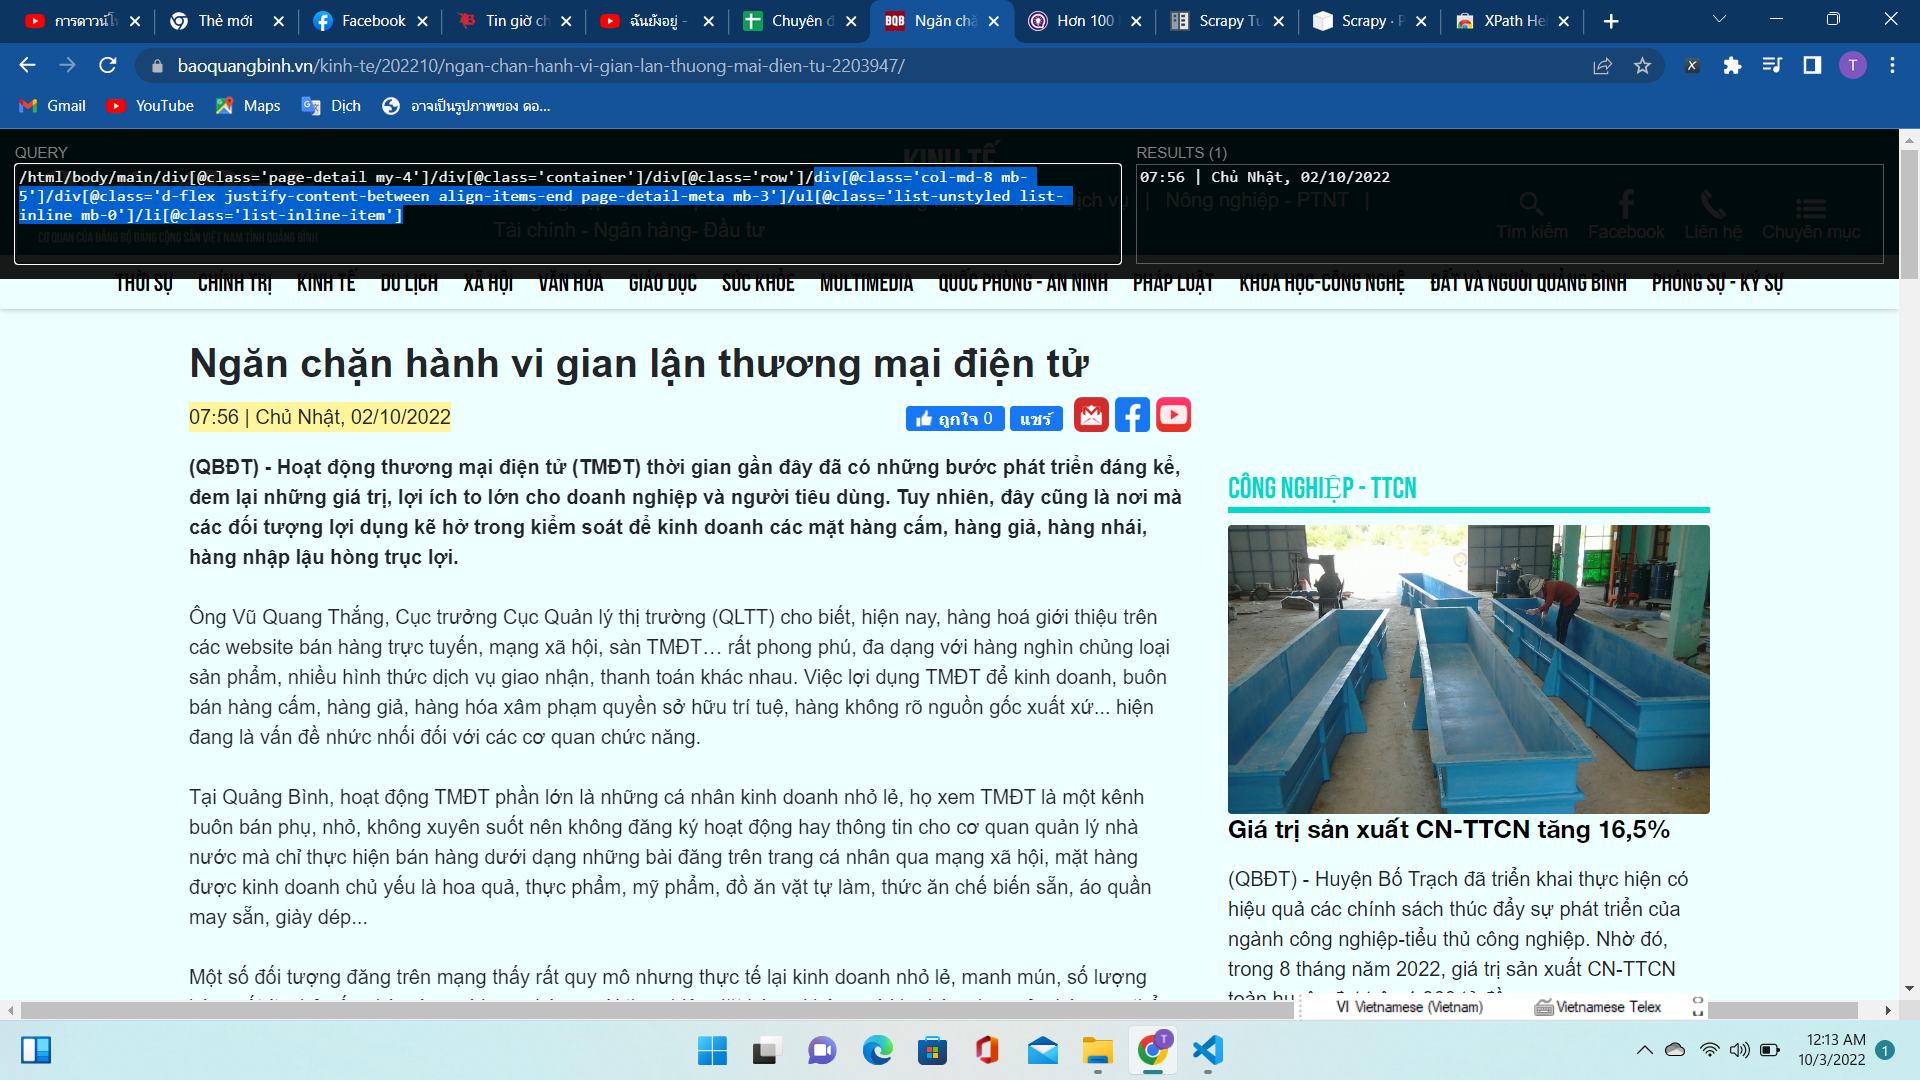 การดาวน์โห
Thẻ mới
Facebook
Tin giờ ch
ฉันยังอยู่ -
Chuyên đ
Ngăn chặ
Hơn 100
Scrapy Tu
Scrapy · P
XPath He
baoquangbinh.vn/kinh-te/202210/ngan-chan-hanh-vi-gian-lan-thuong-mai-dien-tu-2203947/
X
T
Gmail
YouTube
Maps
Dịch
อาจเป็นรูปภาพของ ดอ...
KINH TẾ
QUERY
/html/body/main/div[@class='page-detail my-4']/div[@class='container']/div[@class='row']/div[@class='col-md-8 mb-
5']/div[@class='d-flex justify-content-between align-items-end page-detail-meta mb-3']/ul[@class='list-unstyled list-
inline mb-0']/li[@class='list-inline-item']
RESULTS (1)
07:56 | Chủ Nhật, 02/10/2022
ịch vụ | Nông nghiệp - PTNT |
Tài chính - Ngân hàng- Đầu tư
CƠ QUAN CỦA ĐẢNG BỘ ĐẢNG CỘNG SẢN VIỆT NAM TỈNH QUẢNG BÌNH
Tìm kiếm
Facebook
Liên hệ
Chuyên mục
THỜI SỰ CHÍNH TRỊ KINH TẾ DU LỊCH XÃ HỘI VĂN HÓA GIÁO DỤC SỨC KHỎE MULTIMEDIA QUỐC PHÒNG - AN NINH PHÁP LUẬT KHOA HỌC-CÔNG NGHỆ ĐẤT VÀ NGƯỜI QUẢNG BÌNH PHÓNG SỰ - KÝ SỰ
Ngăn chặn hành vi gian lận thương mại điện tử
07:56 | Chủ Nhật, 02/10/2022
ถูกใจ 0
แชร์
(QBĐT) - Hoạt động thương mại điện tử (TMĐT) thời gian gần đây đã có những bước phát triển đáng kể,
đem lại những giá trị, lợi ích to lớn cho doanh nghiệp và người tiêu dùng. Tuy nhiên, đây cũng là nơi mà
các đối tượng lợi dụng kẽ hở trong kiểm soát để kinh doanh các mặt hàng cấm, hàng giả, hàng nhái,
hàng nhập lậu hòng trục lợi.
Ông Vũ Quang Thắng, Cục trưởng Cục Quản lý thị trường (QLTT) cho biết, hiện nay, hàng hoá giới thiệu trên
các website bán hàng trực tuyến, mạng xã hội, sàn TMĐT… rất phong phú, đa dạng với hàng nghìn chủng loại
sản phẩm, nhiều hình thức dịch vụ giao nhận, thanh toán khác nhau. Việc lợi dụng TMĐT để kinh doanh, buôn
bán hàng cấm, hàng giả, hàng hóa xâm phạm quyền sở hữu trí tuệ, hàng không rõ nguồn gốc xuất xứ... hiện
đang là vấn đề nhức nhối đối với các cơ quan chức năng.
Tại Quảng Bình, hoạt động TMĐT phần lớn là những cá nhân kinh doanh nhỏ lẻ, họ xem TMĐT là một kênh
buôn bán phụ, nhỏ, không xuyên suốt nên không đăng ký hoạt động hay thông tin cho cơ quan quản lý nhà
nước mà chỉ thực hiện bán hàng dưới dạng những bài đăng trên trang cá nhân qua mạng xã hội, mặt hàng
được kinh doanh chủ yếu là hoa quả, thực phẩm, mỹ phẩm, đồ ăn vặt tự làm, thức ăn chế biến sẵn, áo quần
may sẵn, giày dép...
Một số đối tượng đăng trên mạng thấy rất quy mô nhưng thực tế lại kinh doanh nhỏ lẻ, manh mún, số lượng
CÔNG NGHIỆP - TTCN
Giá trị sản xuất CN-TTCN tăng 16,5%
(QBĐT) - Huyện Bố Trạch đã triển khai thực hiện có
hiệu quả các chính sách thúc đẩy sự phát triển của
ngành công nghiệp-tiểu thủ công nghiệp. Nhờ đó,
trong 8 tháng năm 2022, giá trị sản xuất CN-TTCN
VI Vietnamese (Vietnam)
Vietnamese Telex
12:13 AM
10/3/2022
1